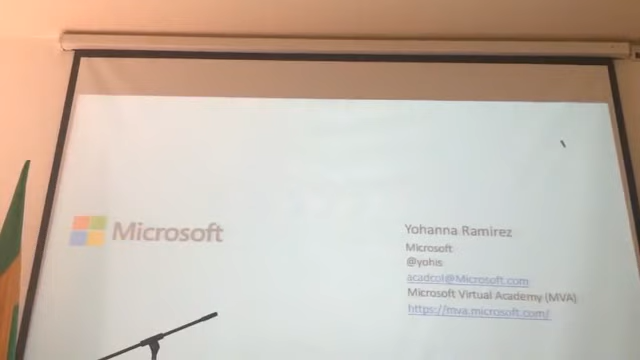 Microsoft
Yohanna Ramirez
Microsoft
@yohis
acadcol@Microsoft.com
Microsoft Virtual Academy (MVA)
https://mva.microsoft.com/